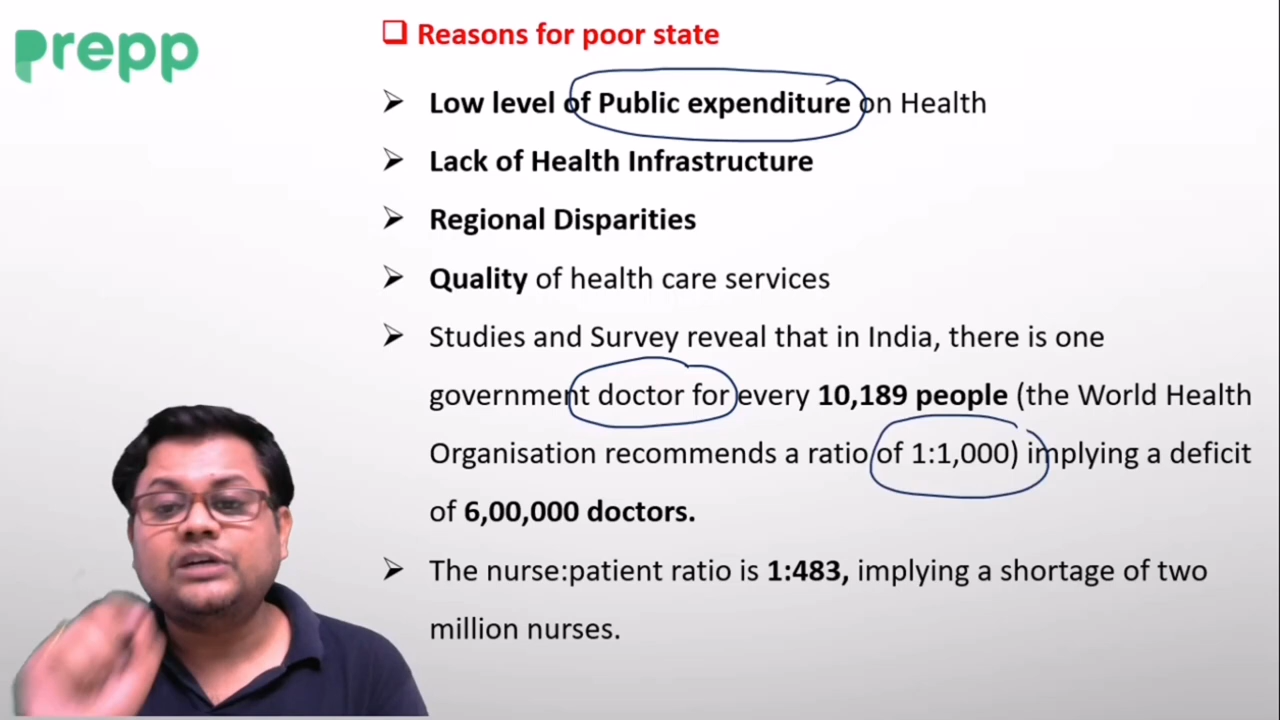 prepp
Reasons for poor state
Low level of Public expenditure on Health
Lack of Health Infrastructure
Regional Disparities
Quality of health care services
Studies and Survey reveal that in India, there is one
government doctor for every 10,189 people (the World Health
Organisation recommends a ratio of 1:1,000) implying a deficit
of 6,00,000 doctors.
The nurse:patient ratio is 1:483, implying a shortage of two
million nurses.